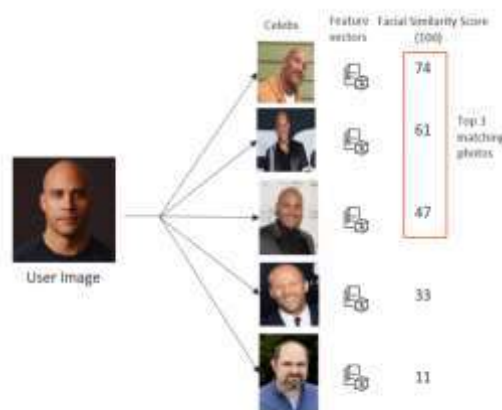 Celebs
Feature
vectors
Facial Similarity Score
(100)
74
61
47
33
11
Top 3
matching
photos
User Image